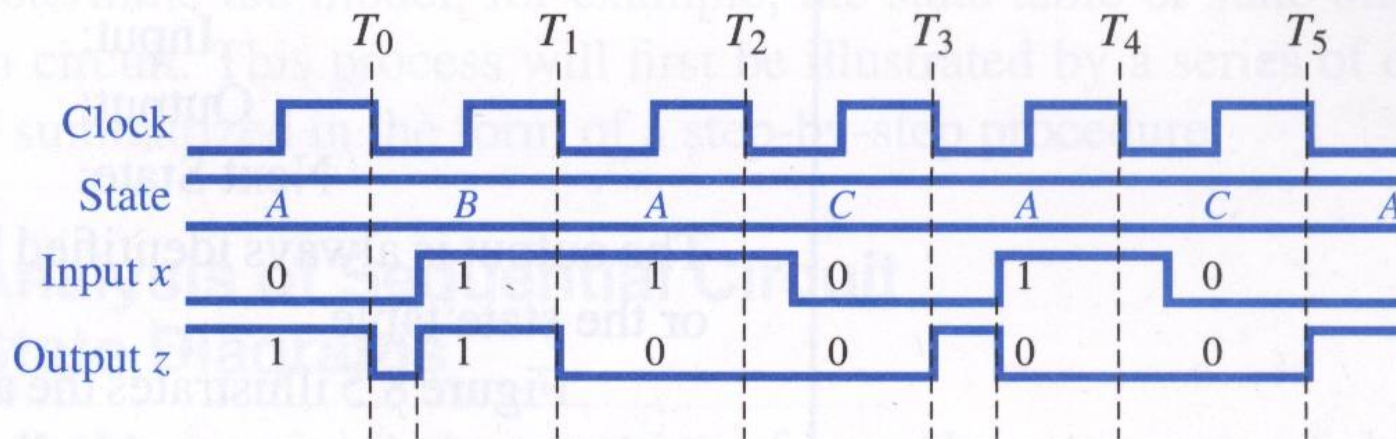 T0 T1 T2 T3 T4 T5
Clock
State A B A C A C A
Input x 0 1 1 0 1 0
Output z 1 1 0 0 0 0